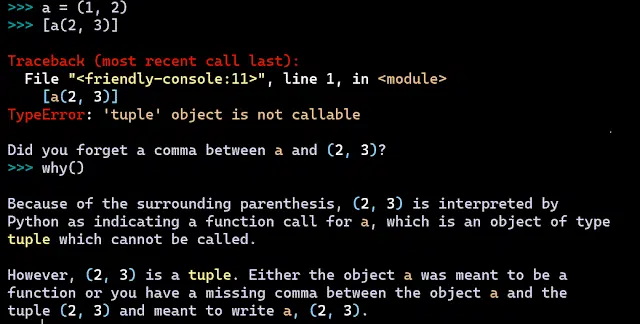 >>> a = (1, 2)
>>> [a(2, 3)]
Traceback (most recent call last):
  File "<friendly-console:11>", line 1, in <module>
    [a(2, 3)]
TypeError: 'tuple' object is not callable
Did you forget a comma between a and (2, 3)?
>>> why()
Because of the surrounding parenthesis, (2, 3) is interpreted by
Python as indicating a function call for a, which is an object of type
tuple which cannot be called.
However, (2, 3) is a tuple. Either the object a was meant to be a
function or you have a missing comma between the object a and the
tuple (2, 3) and meant to write a, (2, 3).